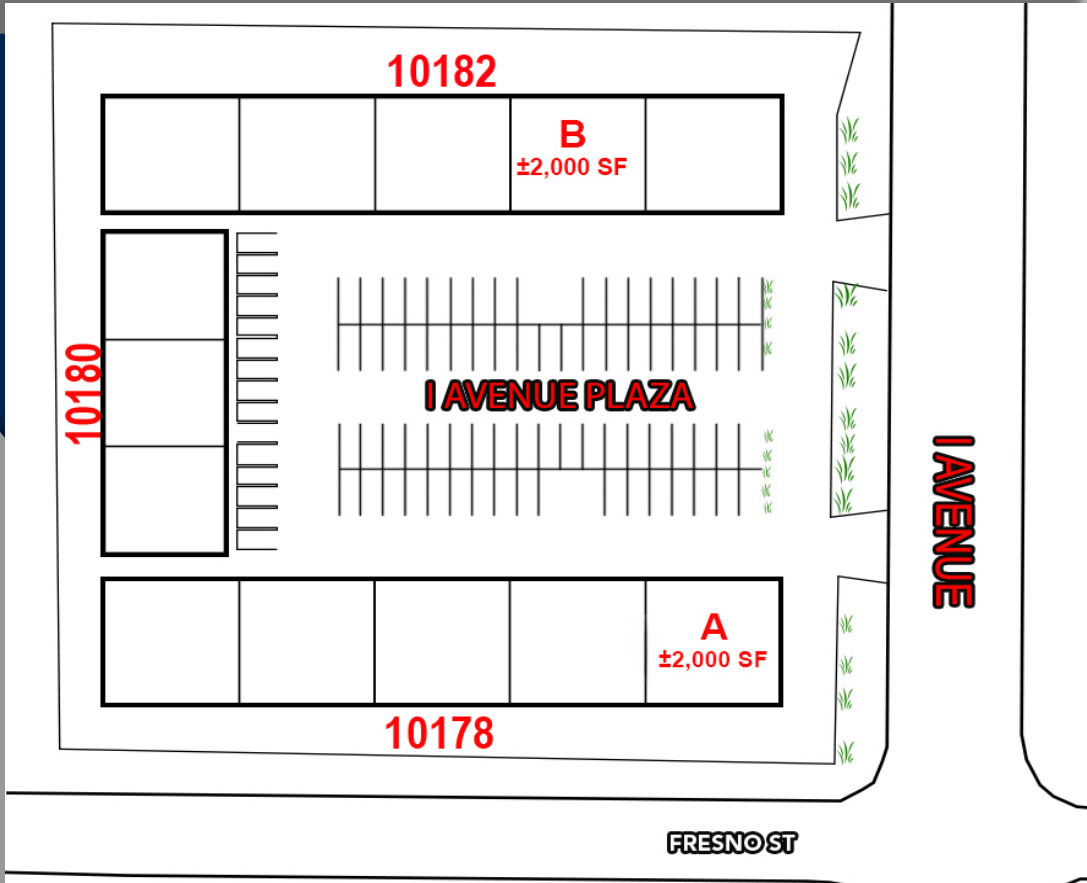 10182
B
±2,000 SF
10180
I AVENUE PLAZA
I AVENUE
A
±2,000 SF
10178
FRESNO ST